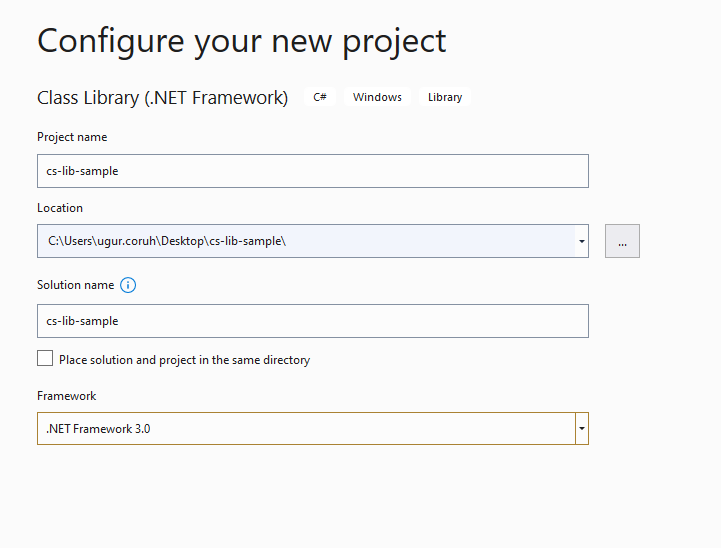 Configure your new project
Class Library (.NET Framework) C# Windows Library
Project name
cs-lib-sample
Location
C:\Users\ugur.coruh\Desktop\cs-lib-sample\
...
Solution name
cs-lib-sample
Place solution and project in the same directory
Framework
.NET Framework 3.0